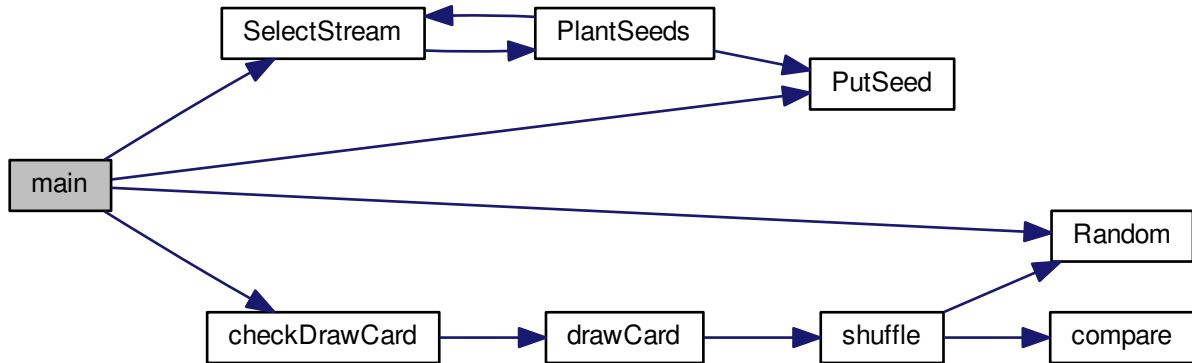 SelectStream
PlantSeeds
PutSeed
main
Random
checkDrawCard
drawCard
shuffle
compare